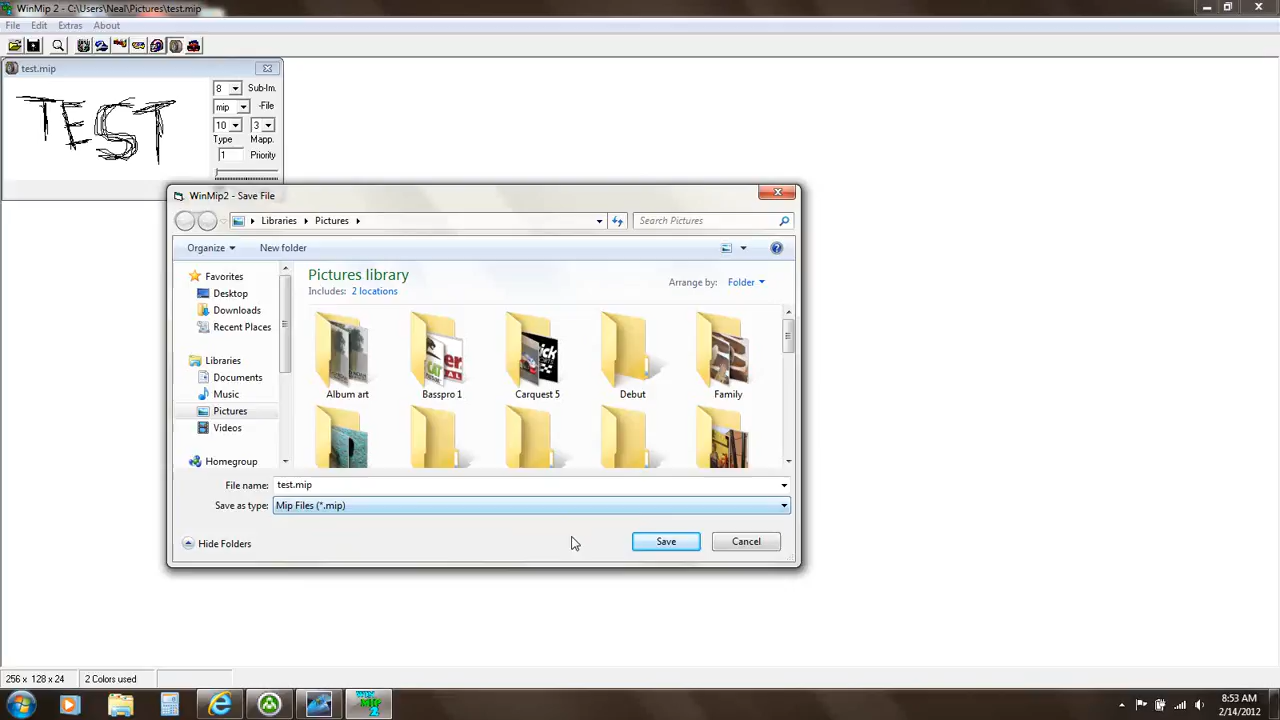 WinMip 2 - C:\Users\Neal\Pictures\test.mip
File Edit Extras About
test.mip
TEST
8 Sub-Im.
mip -File
10 3
Type Mapp.
1 Priority
WinMip2 - Save File
Libraries Pictures
Search Pictures
Organize New folder
Favorites
Desktop
Downloads
Recent Places
Libraries
Documents
Music
Pictures
Videos
Homegroup
Pictures library
Includes: 2 locations
Arrange by: Folder
Album art Basspro 1 Carquest 5 Debut Family
File name: test.mip
Save as type: Mip Files (*.mip)
Hide Folders
Save Cancel
256 x 128 x 24 2 Colors used
WIN
MIP
2
8:53 AM
2/14/2012